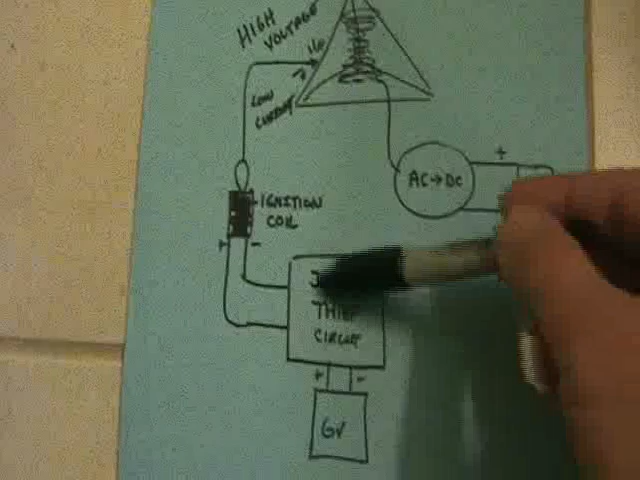 HIGH
VOLTAGE
LOW
CURRENT
AC→DC
+
IGNITION
COIL
+ -
THIEF
CIRCUIT
+ -
6V